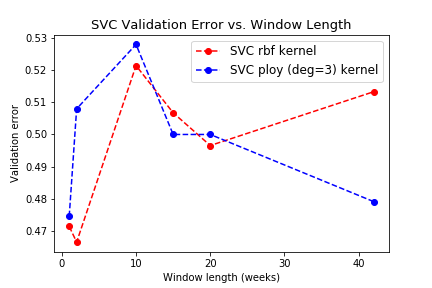 SVC Validation Error vs. Window Length
0.53
0.52
0.51
0.50
0.49
0.48
0.47
Validation error
SVC rbf kernel
SVC ploy (deg=3) kernel
0
10
20
30
40
Window length (weeks)